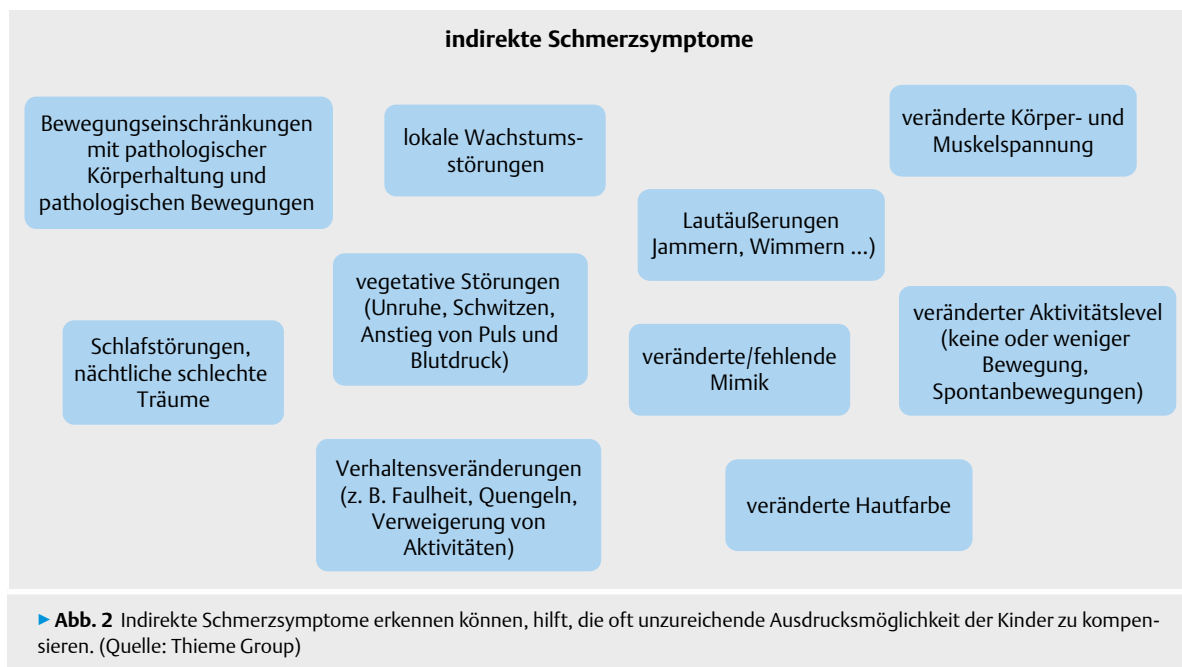 indirekte Schmerzsymptome
Bewegungseinschränkungen
mit pathologischer
Körperhaltung und
pathologischen Bewegungen
lokale Wachstums-
störungen
veränderte Körper- und
Muskelspannung
Lautäußerungen
Jammern, Wimmern ...)
vegetative Störungen
(Unruhe, Schwitzen,
Anstieg von Puls und
Blutdruck)
veränderter Aktivitätslevel
(keine oder weniger
Bewegung,
Spontanbewegungen)
Schlafstörungen,
nächtliche schlechte
Träume
veränderte/fehlende
Mimik
Verhaltensveränderungen
(z. B. Faulheit, Quengeln,
Verweigerung von
Aktivitäten)
veränderte Hautfarbe
▶ Abb. 2 Indirekte Schmerzsymptome erkennen können, hilft, die oft unzureichende Ausdrucksmöglichkeit der Kinder zu kompen-
sieren. (Quelle: Thieme Group)